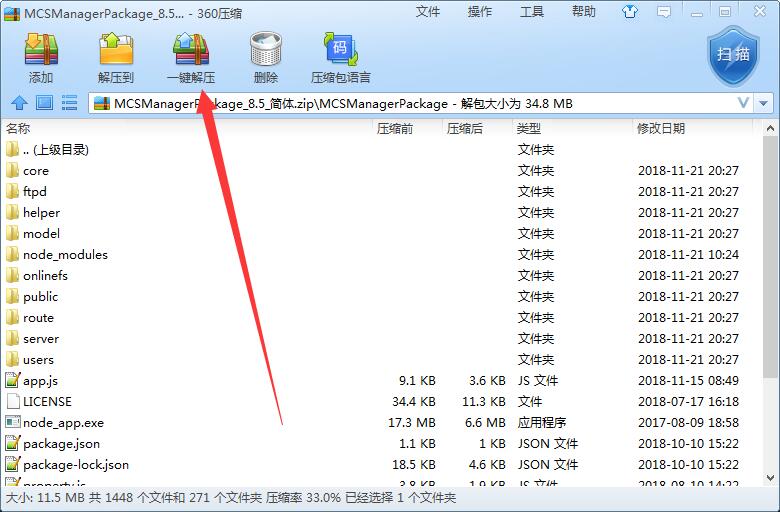 MCSManagerPackage_8.5... - 360压缩 文件 操作 工具 帮助
添加 解压到 一键解压 删除 压缩包语言 扫描
码
MCSManagerPackage_8.5_简体.zip\MCSManagerPackage - 解包大小为 34.8 MB
名称 压缩前 压缩后 类型 修改日期
.. (上级目录) 文件夹
core 文件夹 2018-11-21 20:27
ftpd 文件夹 2018-11-21 20:27
helper 文件夹 2018-11-21 20:27
model 文件夹 2018-11-21 20:27
node_modules 文件夹 2018-11-21 10:24
onlinefs 文件夹 2018-11-21 20:27
public 文件夹 2018-11-21 20:27
route 文件夹 2018-11-21 20:27
server 文件夹 2018-11-21 20:27
users 文件夹 2018-11-21 20:27
app.js 9.1 KB 3.6 KB JS 文件 2018-11-15 08:49
LICENSE 34.4 KB 11.3 KB 文件 2018-07-17 16:18
node_app.exe 17.3 MB 6.6 MB 应用程序 2017-08-09 18:58
package.json 1.1 KB 1 KB JSON 文件 2018-10-10 15:22
package-lock.json 18.5 KB 4.6 KB JSON 文件 2018-10-10 15:22
property.js 3.8 KB 1.9 KB JS 文件 2018-08-10 14:22
大小: 11.5 MB 共 1448 个文件和 271 个文件夹 压缩率 33.0% 已经选择 1 个文件夹